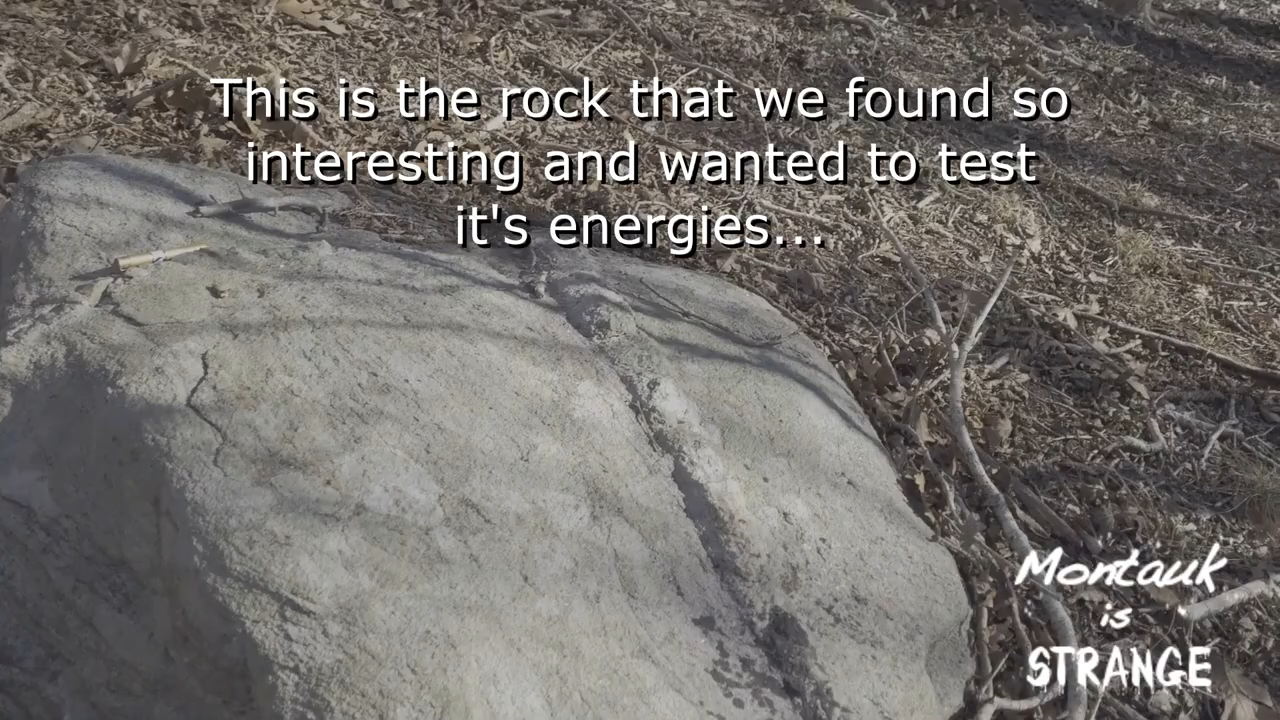 This is the rock that we found so
interesting and wanted to test
it's energies...
Montauk
is
STRANGE